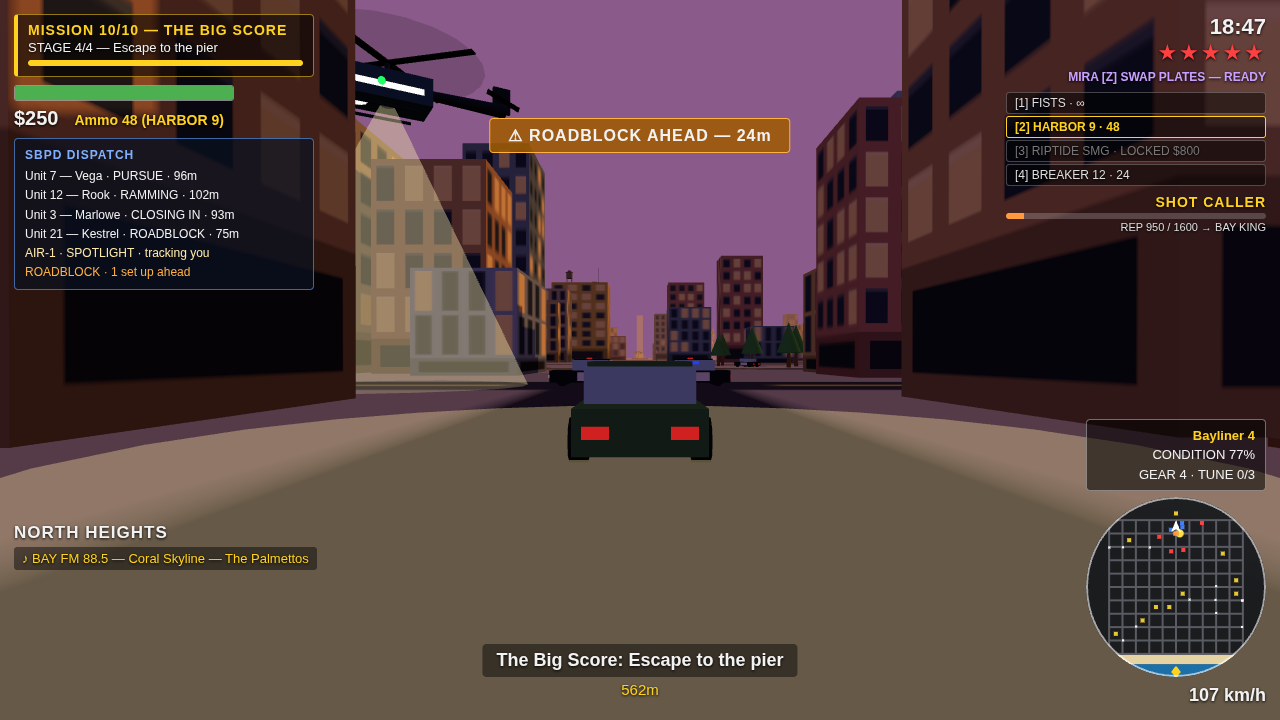 MISSION 10/10 — THE BIG SCORE
STAGE 4/4 — Escape to the pier
$250 Ammo 48 (HARBOR 9)
SBPD DISPATCH
Unit 7 — Vega · PURSUE · 96m
Unit 12 — Rook · RAMMING · 102m
Unit 3 — Marlowe · CLOSING IN · 93m
Unit 21 — Kestrel · ROADBLOCK · 75m
AIR-1 · SPOTLIGHT · tracking you
ROADBLOCK · 1 set up ahead
⚠ ROADBLOCK AHEAD — 24m
18:47
★★★★★
MIRA [Z] SWAP PLATES — READY
[1] FISTS · ∞
[2] HARBOR 9 · 48
[3] RIPTIDE SMG · LOCKED $800
[4] BREAKER 12 · 24
SHOT CALLER
REP 950 / 1600 → BAY KING
Bayliner 4
CONDITION 77%
GEAR 4 · TUNE 0/3
NORTH HEIGHTS
♪ BAY FM 88.5 — Coral Skyline — The Palmettos
The Big Score: Escape to the pier
562m
107 km/h